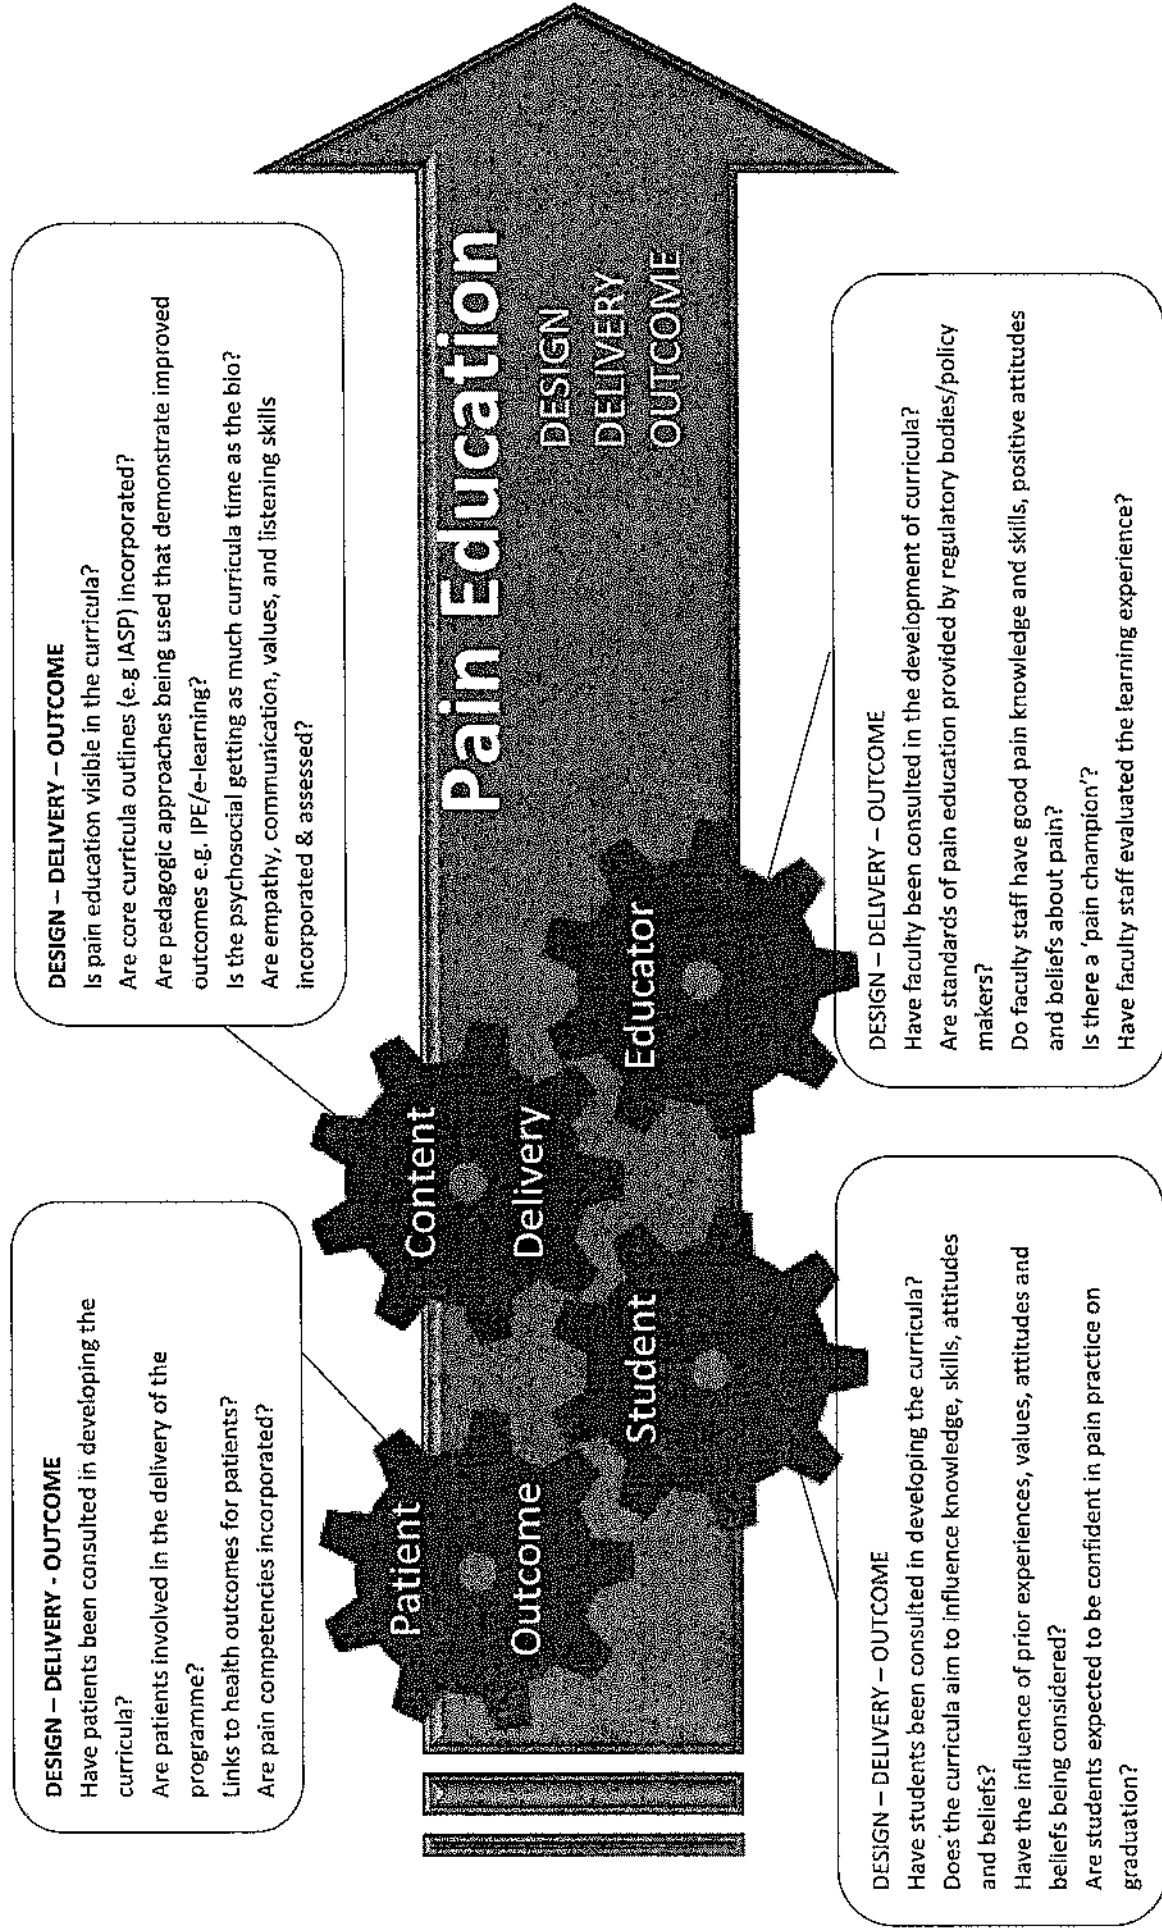 DESIGN – DELIVERY - OUTCOME
Have patients been consulted in developing the
curricula?
Are patients involved in the delivery of the
programme?
Links to health outcomes for patients?
Are pain competencies incorporated?
DESIGN – DELIVERY – OUTCOME
Is pain education visible in the curricula?
Are core curricula outlines (e.g IASP) incorporated?
Are pedagogic approaches being used that demonstrate improved
outcomes e.g. IPE/e-learning?
Is the psychosocial getting as much curricula time as the bio?
Are empathy, communication, values, and listening skills
incorporated & assessed?
Patient
Outcome
Content
Delivery
Student
Educator
Pain Education
DESIGN
DELIVERY
OUTCOME
DESIGN – DELIVERY – OUTCOME
Have students been consulted in developing the curricula?
Does the curricula aim to influence knowledge, skills, attitudes
and beliefs?
Have the influence of prior experiences, values, attitudes and
beliefs being considered?
Are students expected to be confident in pain practice on
graduation?
DESIGN – DELIVERY – OUTCOME
Have faculty been consulted in the development of curricula?
Are standards of pain education provided by regulatory bodies/policy
makers?
Do faculty staff have good pain knowledge and skills, positive attitudes
and beliefs about pain?
Is there a 'pain champion'?
Have faculty staff evaluated the learning experience?